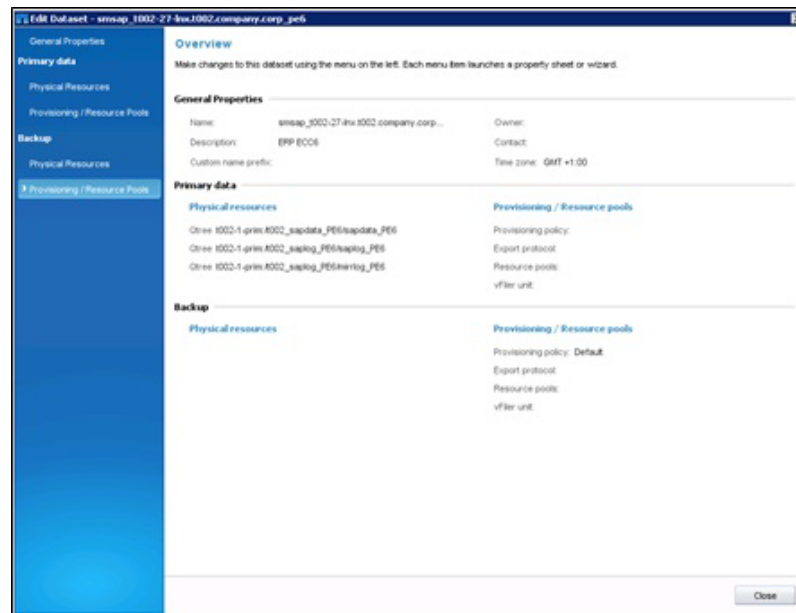 Edit Dataset - smsap_t002-27-lnx.t002.company.corp_pe6
General Properties
Primary data
Physical Resources
Provisioning / Resource Pools
Backup
Physical Resources
Provisioning / Resource Pools
Overview
Make changes to this dataset using the menu on the left. Each menu item launches a property sheet or wizard.
General Properties
Name: smsap_t002-27-lnx.t002.company.corp... Owner:
Description: ERP ECC6 Contact:
Custom name prefix: Time zone: GMT +1:00
Primary data
Physical resources Provisioning / Resource pools
Qtree t002-1-prim:/t002_sapdata_PE6/sapdata_PE6 Provisioning policy:
Qtree t002-1-prim:/t002_saplog_PE6/saplog_PE6 Export protocol:
Qtree t002-1-prim:/t002_saplog_PE6/mirrlog_PE6 Resource pools:
vFiler unit:
Backup
Physical resources Provisioning / Resource pools
Provisioning policy: Default
Export protocol:
Resource pools:
vFiler unit:
Close